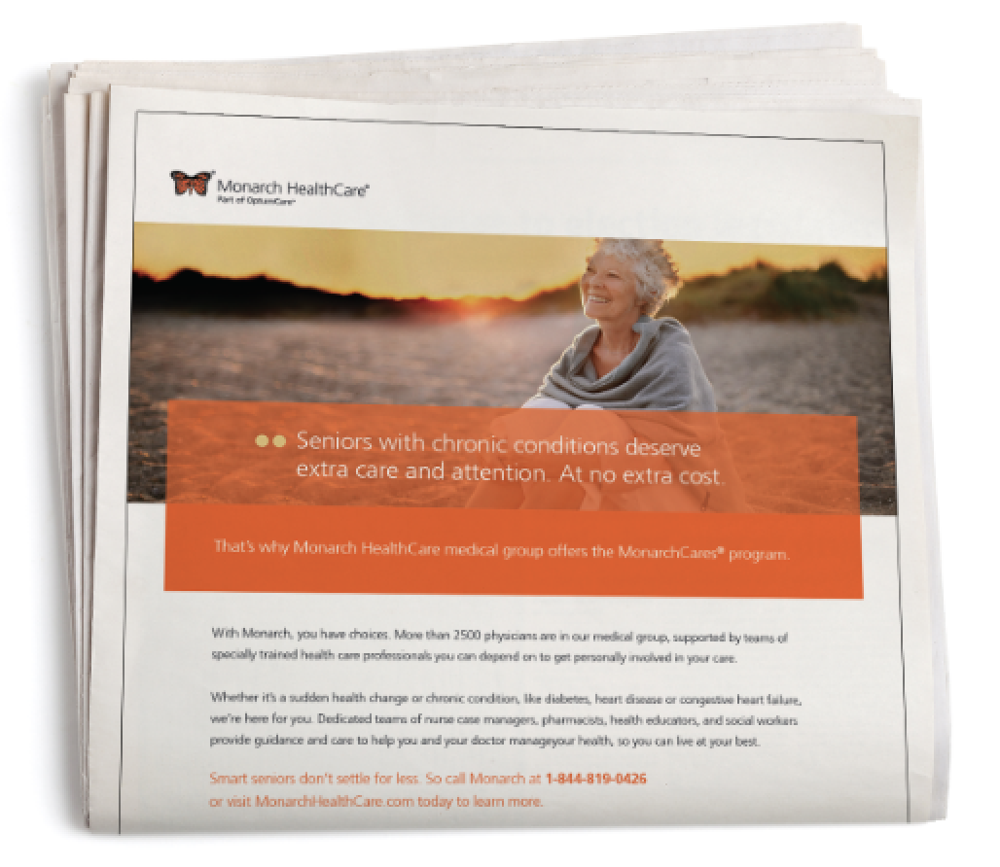 Monarch HealthCare®
Part of OptumCare™
Seniors with chronic conditions deserve
extra care and attention. At no extra cost.
That's why Monarch HealthCare medical group offers the MonarchCares® program.
With Monarch, you have choices. More than 2500 physicians are in our medical group, supported by teams of
specially trained health care professionals you can depend on to get personally involved in your care.
Whether it's a sudden health change or chronic condition, like diabetes, heart disease or congestive heart failure,
we're here for you. Dedicated teams of nurse case managers, pharmacists, health educators, and social workers
provide guidance and care to help you and your doctor manageyour health, so you can live at your best.
Smart seniors don't settle for less. So call Monarch at 1-844-819-0426
or visit MonarchHealthCare.com today to learn more.